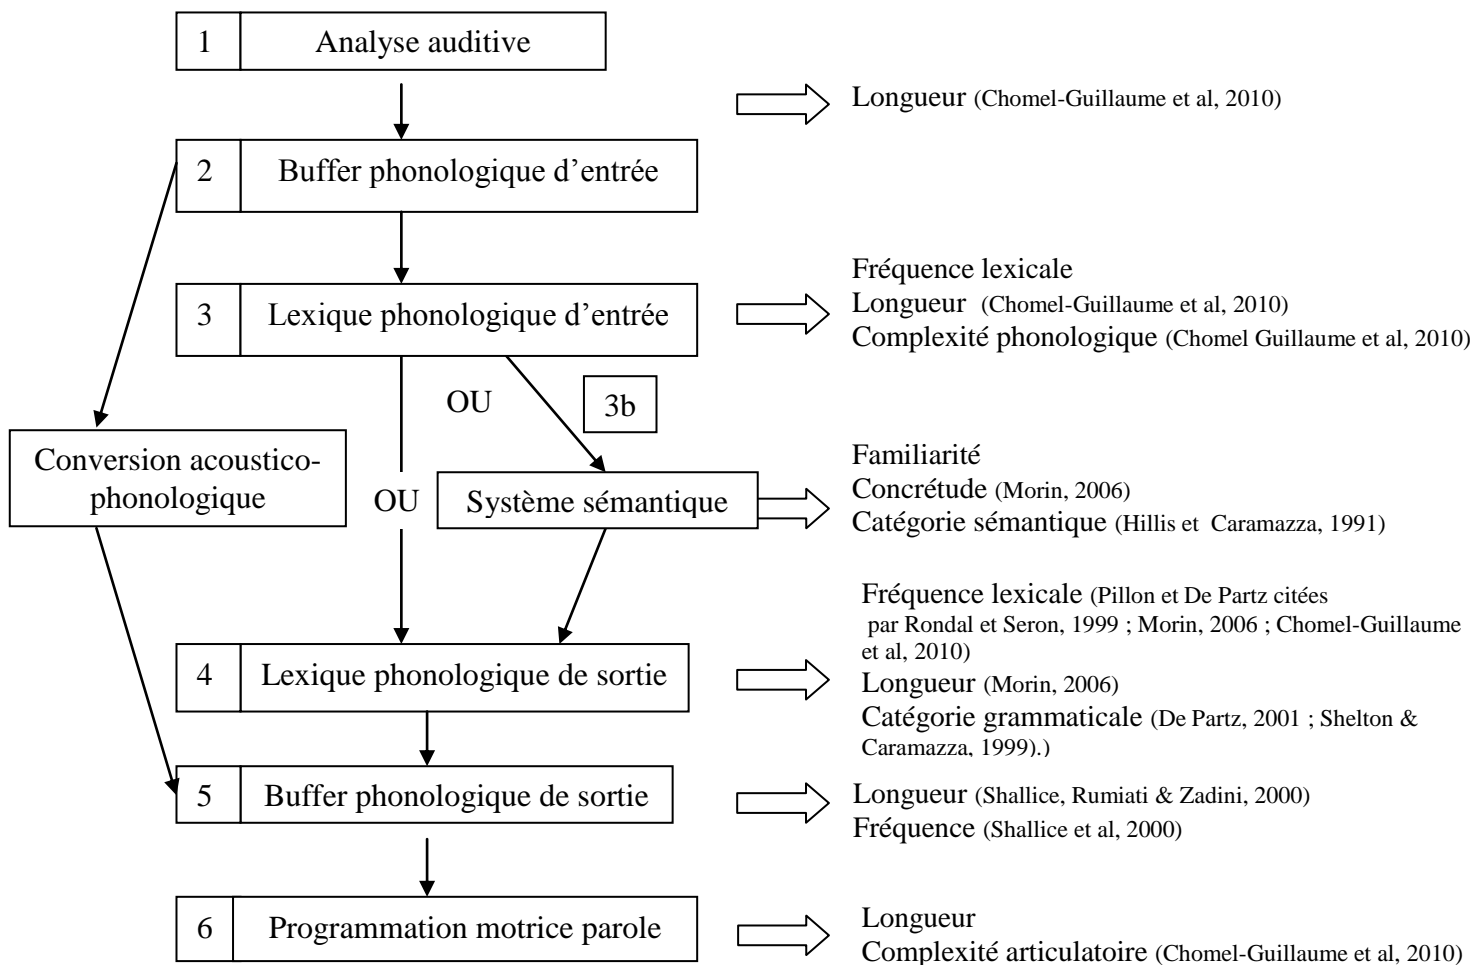 1 Analyse auditive
Longueur (Chomel-Guillaume et al, 2010)
2 Buffer phonologique d’entrée
Fréquence lexicale
3 Lexique phonologique d’entrée
Longueur (Chomel-Guillaume et al, 2010)
Complexité phonologique (Chomel Guillaume et al, 2010)
OU
3b
Conversion acoustico-
phonologique
OU
Système sémantique
Familiarité
Concrétude (Morin, 2006)
Catégorie sémantique (Hillis et Caramazza, 1991)
Fréquence lexicale (Pillon et De Partz citées
par Rondal et Seron, 1999 ; Morin, 2006 ; Chomel-Guillaume
et al, 2010)
4 Lexique phonologique de sortie
Longueur (Morin, 2006)
Catégorie grammaticale (De Partz, 2001 ; Shelton &
Caramazza, 1999).)
5 Buffer phonologique de sortie
Longueur (Shallice, Rumiati & Zadini, 2000)
Fréquence (Shallice et al, 2000)
6 Programmation motrice parole
Longueur
Complexité articulatoire (Chomel-Guillaume et al, 2010)